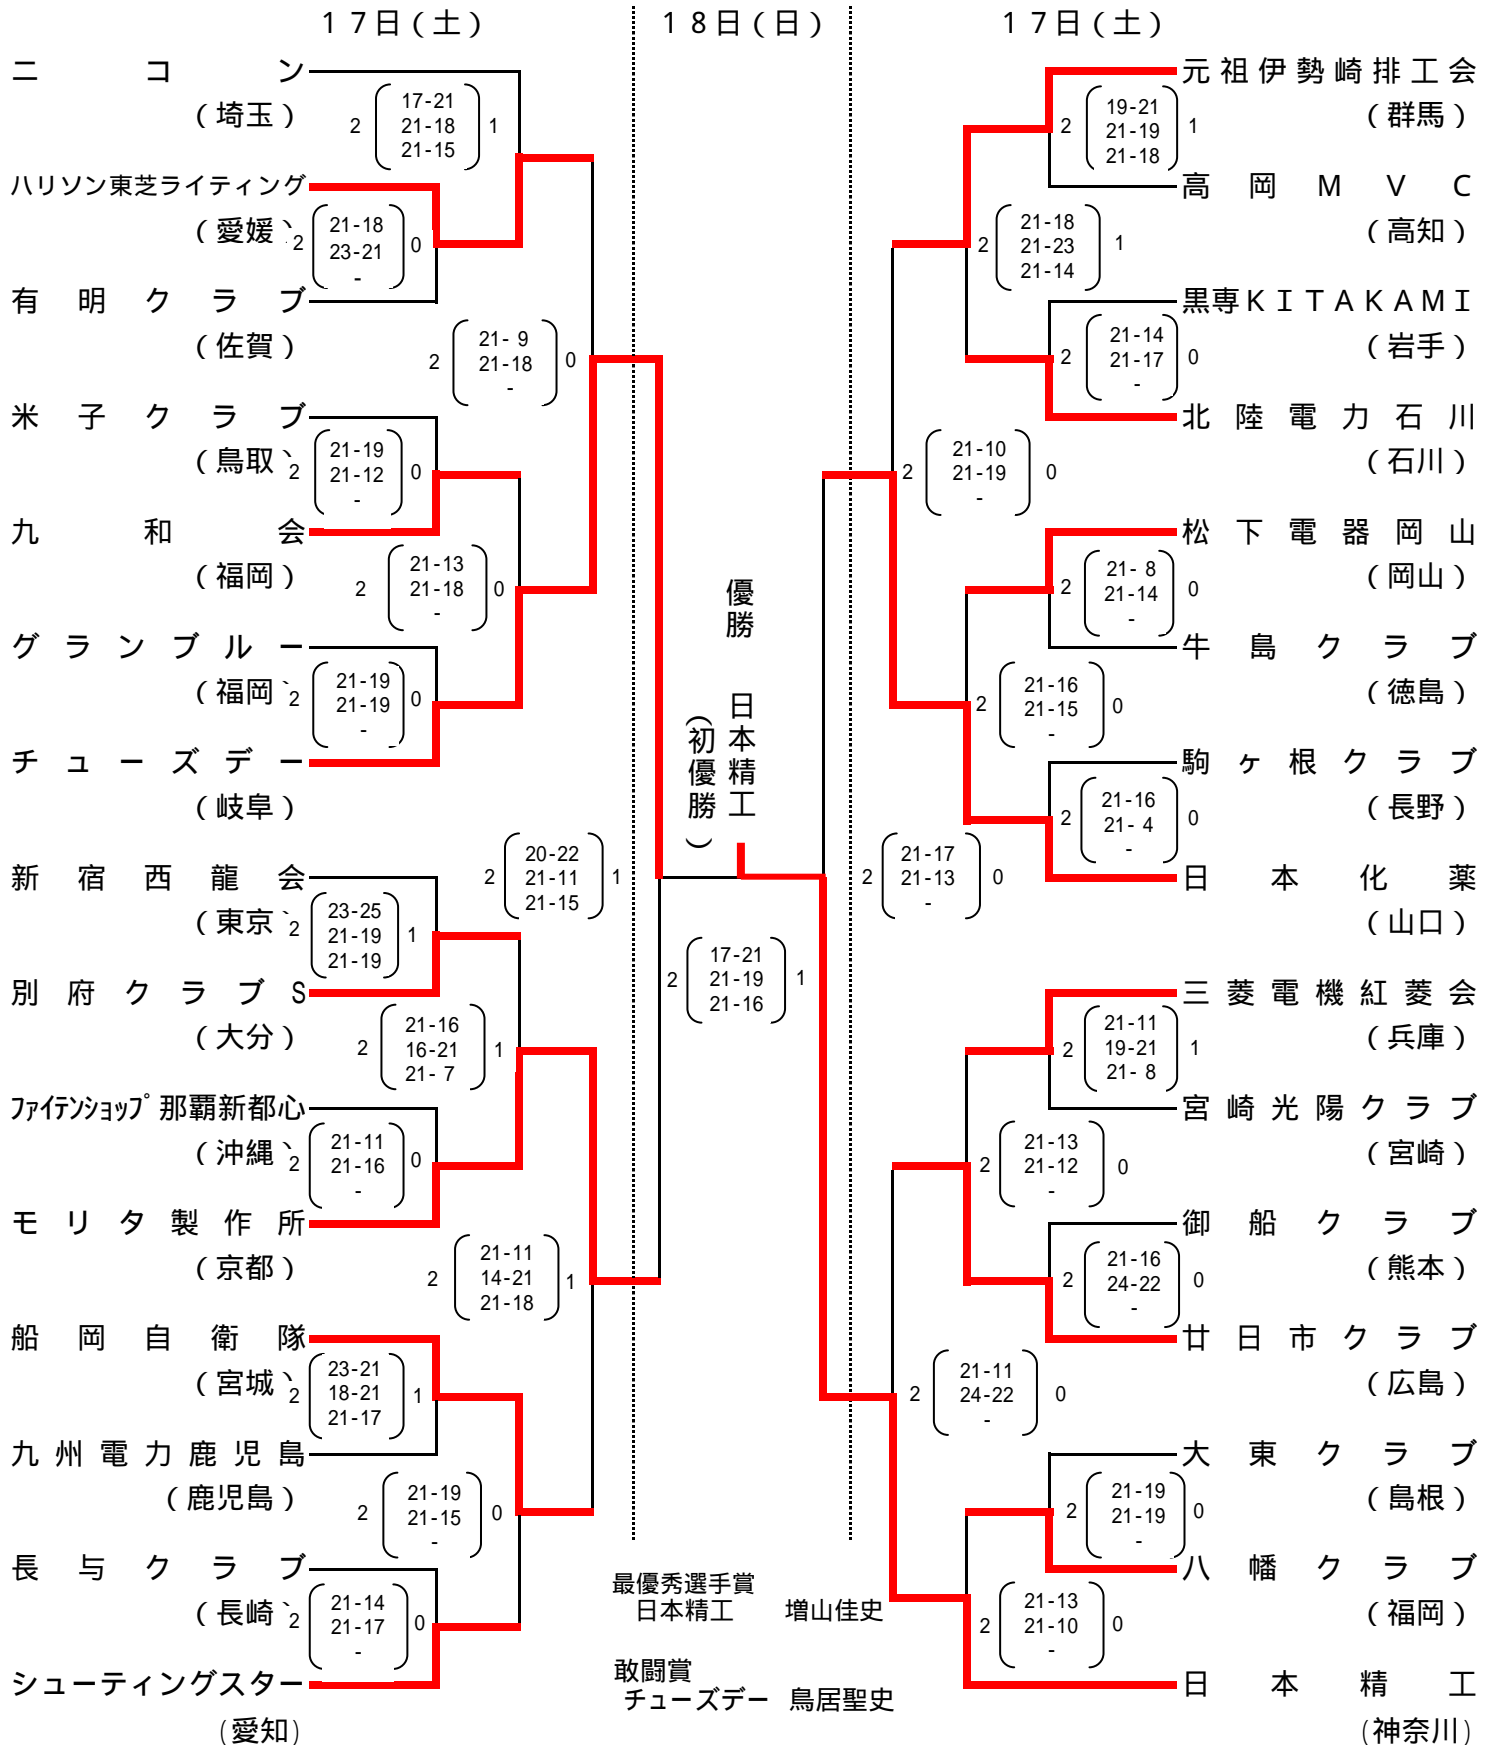 17日(土)
18日(日)
17日(土)
ニコン
(埼玉)
2 17-21 1
21-18
21-15
ハリソン東芝ライティング
(愛媛)
2 21-18 0
23-21
-
有明クラブ
(佐賀)
2 21-9 0
21-18
-
米子クラブ
(鳥取)
2 21-19 0
21-12
-
九和会
(福岡)
2 21-13 0
21-18
-
グランブルー
(福岡)
2 21-19 0
21-19
-
チューズデー
(岐阜)
2 20-22 1
21-11
21-15
新宿西龍会
(東京)
2 23-25 1
21-19
21-19
別府クラブS
(大分)
2 21-16 1
16-21
21-7
ファイテンショップ那覇新都心
(沖縄)
2 21-11 0
21-16
-
モリタ製作所
(京都)
2 21-11 1
14-21
21-18
船岡自衛隊
(宮城)
2 23-21 1
18-21
21-17
九州電力鹿児島
(鹿児島)
2 21-19 0
21-15
-
長与クラブ
(長崎)
2 21-14 0
21-17
-
シューティングスター
(愛知)
優勝 日本精工
(初優勝)
2 17-21 1
21-19
21-16
最優秀選手賞
日本精工 増山佳史
敢闘賞
チューズデー 鳥居聖史
元祖伊勢崎排工会
(群馬)
2 19-21 1
21-19
21-18
高岡MVC
(高知)
2 21-18 1
21-23
21-14
黒専KITAKAMI
(岩手)
2 21-14 0
21-17
-
北陸電力石川
(石川)
2 21-10 0
21-19
-
松下電器岡山
(岡山)
2 21-8 0
21-14
-
牛島クラブ
(徳島)
2 21-16 0
21-15
-
駒ヶ根クラブ
(長野)
2 21-16 0
21-4
-
日本化薬
(山口)
2 21-17 0
21-13
-
三菱電機紅菱会
(兵庫)
2 21-11 1
19-21
21-8
宮崎光陽クラブ
(宮崎)
2 21-13 0
21-12
-
御船クラブ
(熊本)
2 21-16 0
24-22
-
廿日市クラブ
(広島)
2 21-11 0
24-22
-
大東クラブ
(島根)
2 21-19 0
21-19
-
八幡クラブ
(福岡)
2 21-13 0
21-10
-
日本精工
(神奈川)